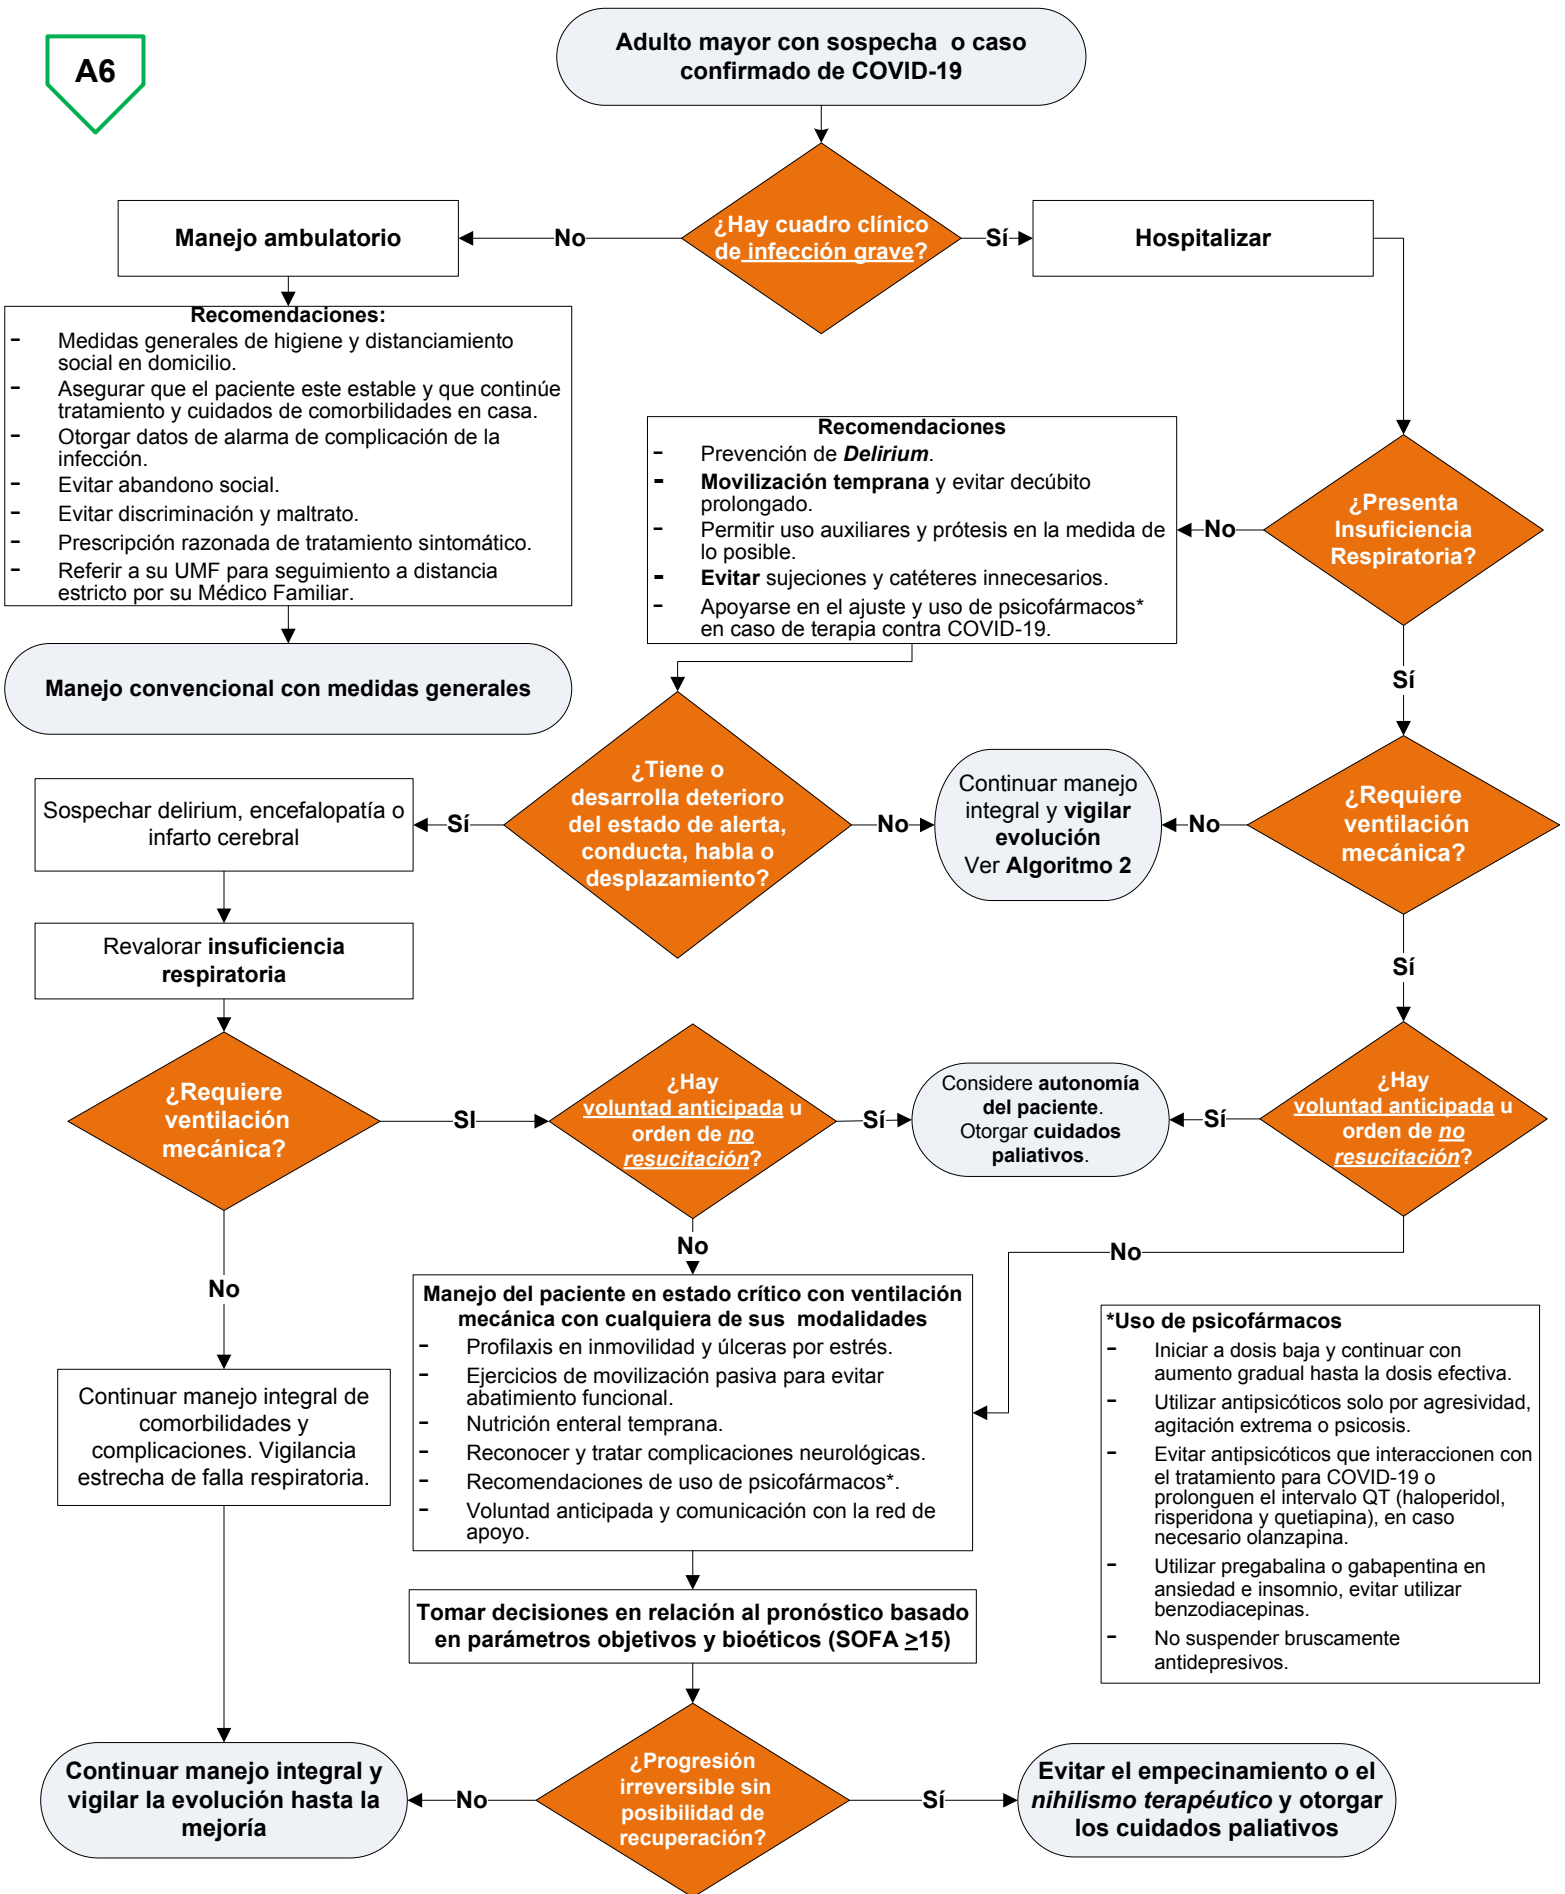 A6
Adulto mayor con sospecha o caso
confirmado de COVID-19
¿Hay cuadro clínico
de infección grave?
No
Sí
Manejo ambulatorio
Hospitalizar
Recomendaciones:
- Medidas generales de higiene y distanciamiento
social en domicilio.
- Asegurar que el paciente este estable y que continúe
tratamiento y cuidados de comorbilidades en casa.
- Otorgar datos de alarma de complicación de la
infección.
- Evitar abandono social.
- Evitar discriminación y maltrato.
- Prescripción razonada de tratamiento sintomático.
- Referir a su UMF para seguimiento a distancia
estricto por su Médico Familiar.
Manejo convencional con medidas generales
¿Presenta
Insuficiencia
Respiratoria?
No
Sí
Recomendaciones
- Prevención de Delirium.
- Movilización temprana y evitar decúbito
prolongado.
- Permitir uso auxiliares y prótesis en la medida de
lo posible.
- Evitar sujeciones y catéteres innecesarios.
- Apoyarse en el ajuste y uso de psicofármacos*
en caso de terapia contra COVID-19.
¿Tiene o
desarrolla deterioro
del estado de alerta,
conducta, habla o
desplazamiento?
Sí
No
Sospechar delirium, encefalopatía o
infarto cerebral
Continuar manejo
integral y vigilar
evolución
Ver Algoritmo 2
¿Requiere
ventilación
mecánica?
No
Sí
Revalorar insuficiencia
respiratoria
¿Requiere
ventilación
mecánica?
SI
No
¿Hay
voluntad anticipada u
orden de no
resucitación?
Sí
No
Considere autonomía
del paciente.
Otorgar cuidados
paliativos.
¿Hay
voluntad anticipada u
orden de no
resucitación?
Sí
No
Continuar manejo integral de
comorbilidades y
complicaciones. Vigilancia
estrecha de falla respiratoria.
Manejo del paciente en estado crítico con ventilación
mecánica con cualquiera de sus modalidades
- Profilaxis en inmovilidad y úlceras por estrés.
- Ejercicios de movilización pasiva para evitar
abatimiento funcional.
- Nutrición enteral temprana.
- Reconocer y tratar complicaciones neurológicas.
- Recomendaciones de uso de psicofármacos*.
- Voluntad anticipada y comunicación con la red de
apoyo.
*Uso de psicofármacos
- Iniciar a dosis baja y continuar con
aumento gradual hasta la dosis efectiva.
- Utilizar antipsicóticos solo por agresividad,
agitación extrema o psicosis.
- Evitar antipsicóticos que interaccionen con
el tratamiento para COVID-19 o
prolonguen el intervalo QT (haloperidol,
risperidona y quetiapina), en caso
necesario olanzapina.
- Utilizar pregabalina o gabapentina en
ansiedad e insomnio, evitar utilizar
benzodiacepinas.
- No suspender bruscamente
antidepresivos.
Tomar decisiones en relación al pronóstico basado
en parámetros objetivos y bioéticos (SOFA ≥15)
¿Progresión
irreversible sin
posibilidad de
recuperación?
No
Sí
Continuar manejo integral y
vigilar la evolución hasta la
mejoría
Evitar el empecinamiento o el
nihilismo terapéutico y otorgar
los cuidados paliativos